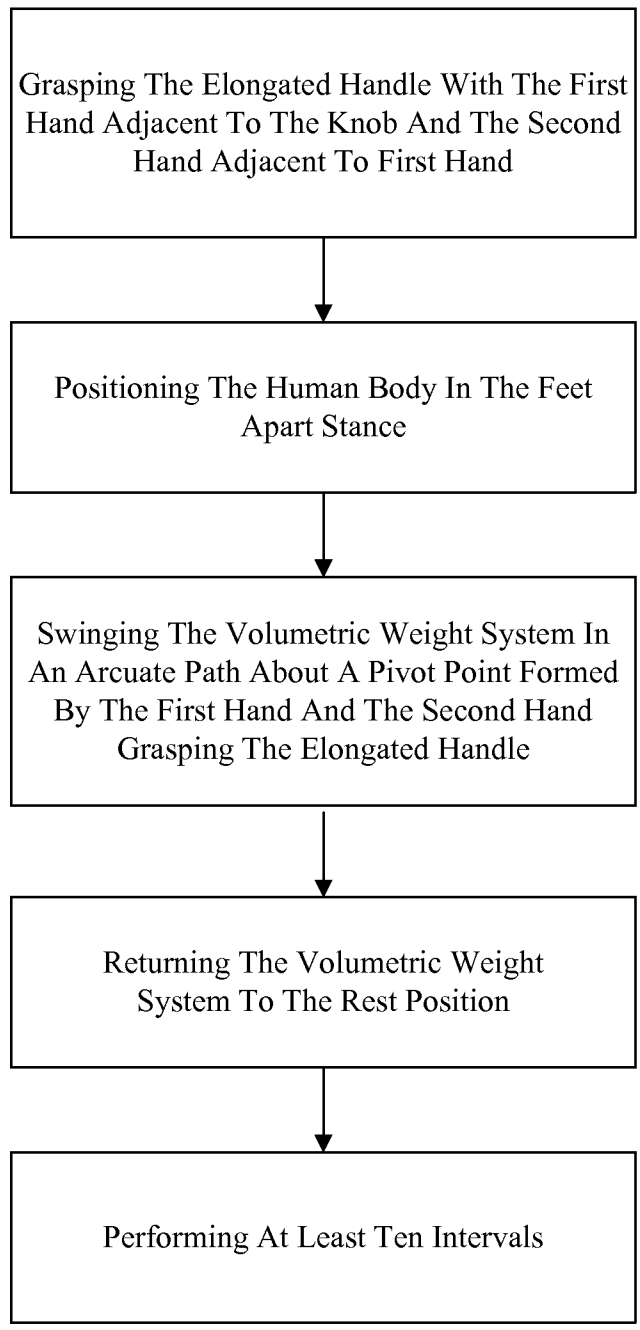 Grasping The Elongated Handle With The First
Hand Adjacent To The Knob And The Second
Hand Adjacent To First Hand
Positioning The Human Body In The Feet
Apart Stance
Swinging The Volumetric Weight System In
An Arcuate Path About A Pivot Point Formed
By The First Hand And The Second Hand
Grasping The Elongated Handle
Returning The Volumetric Weight
System To The Rest Position
Performing At Least Ten Intervals